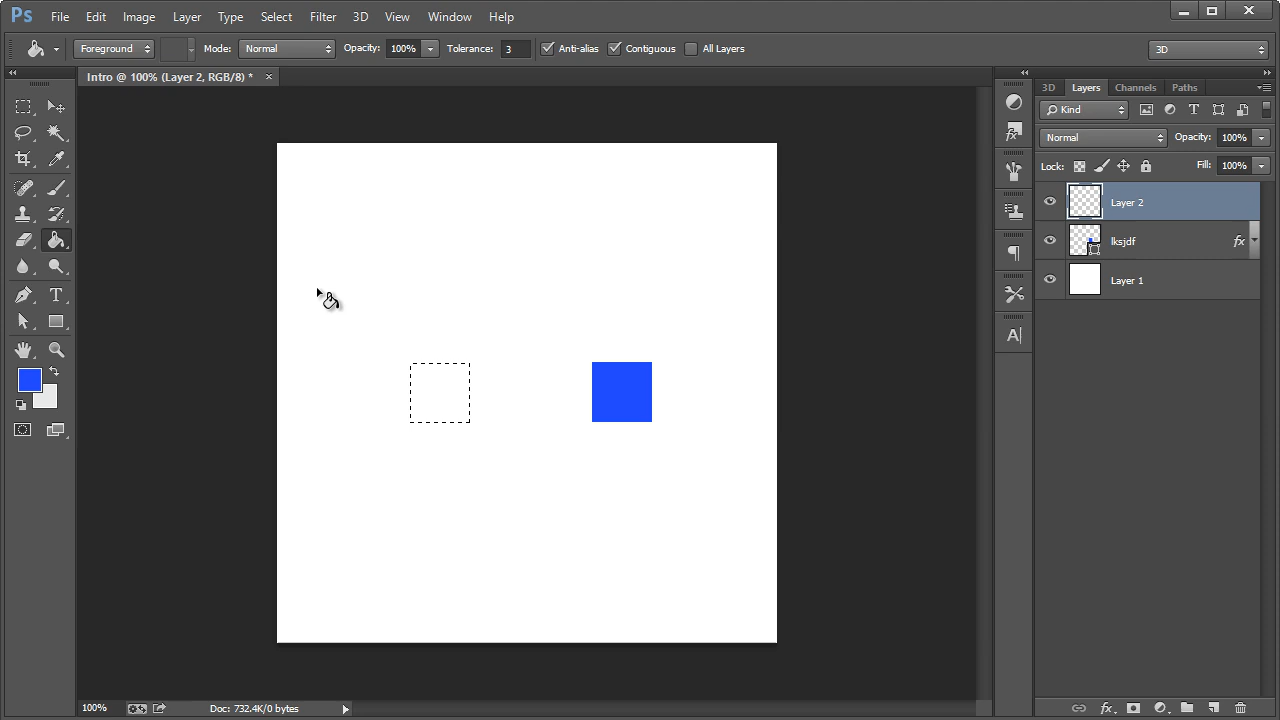 Ps File Edit Image Layer Type Select Filter 3D View Window Help
Foreground Mode: Normal Opacity: 100% Tolerance: 3 Anti-alias Contiguous All Layers 3D
Intro @ 100% (Layer 2, RGB/8) * ×
3D Layers Channels Paths
Kind
Normal Opacity: 100%
Lock: Fill: 100%
Layer 2
lksjdf fx
Layer 1
100% Doc: 732.4K/0 bytes